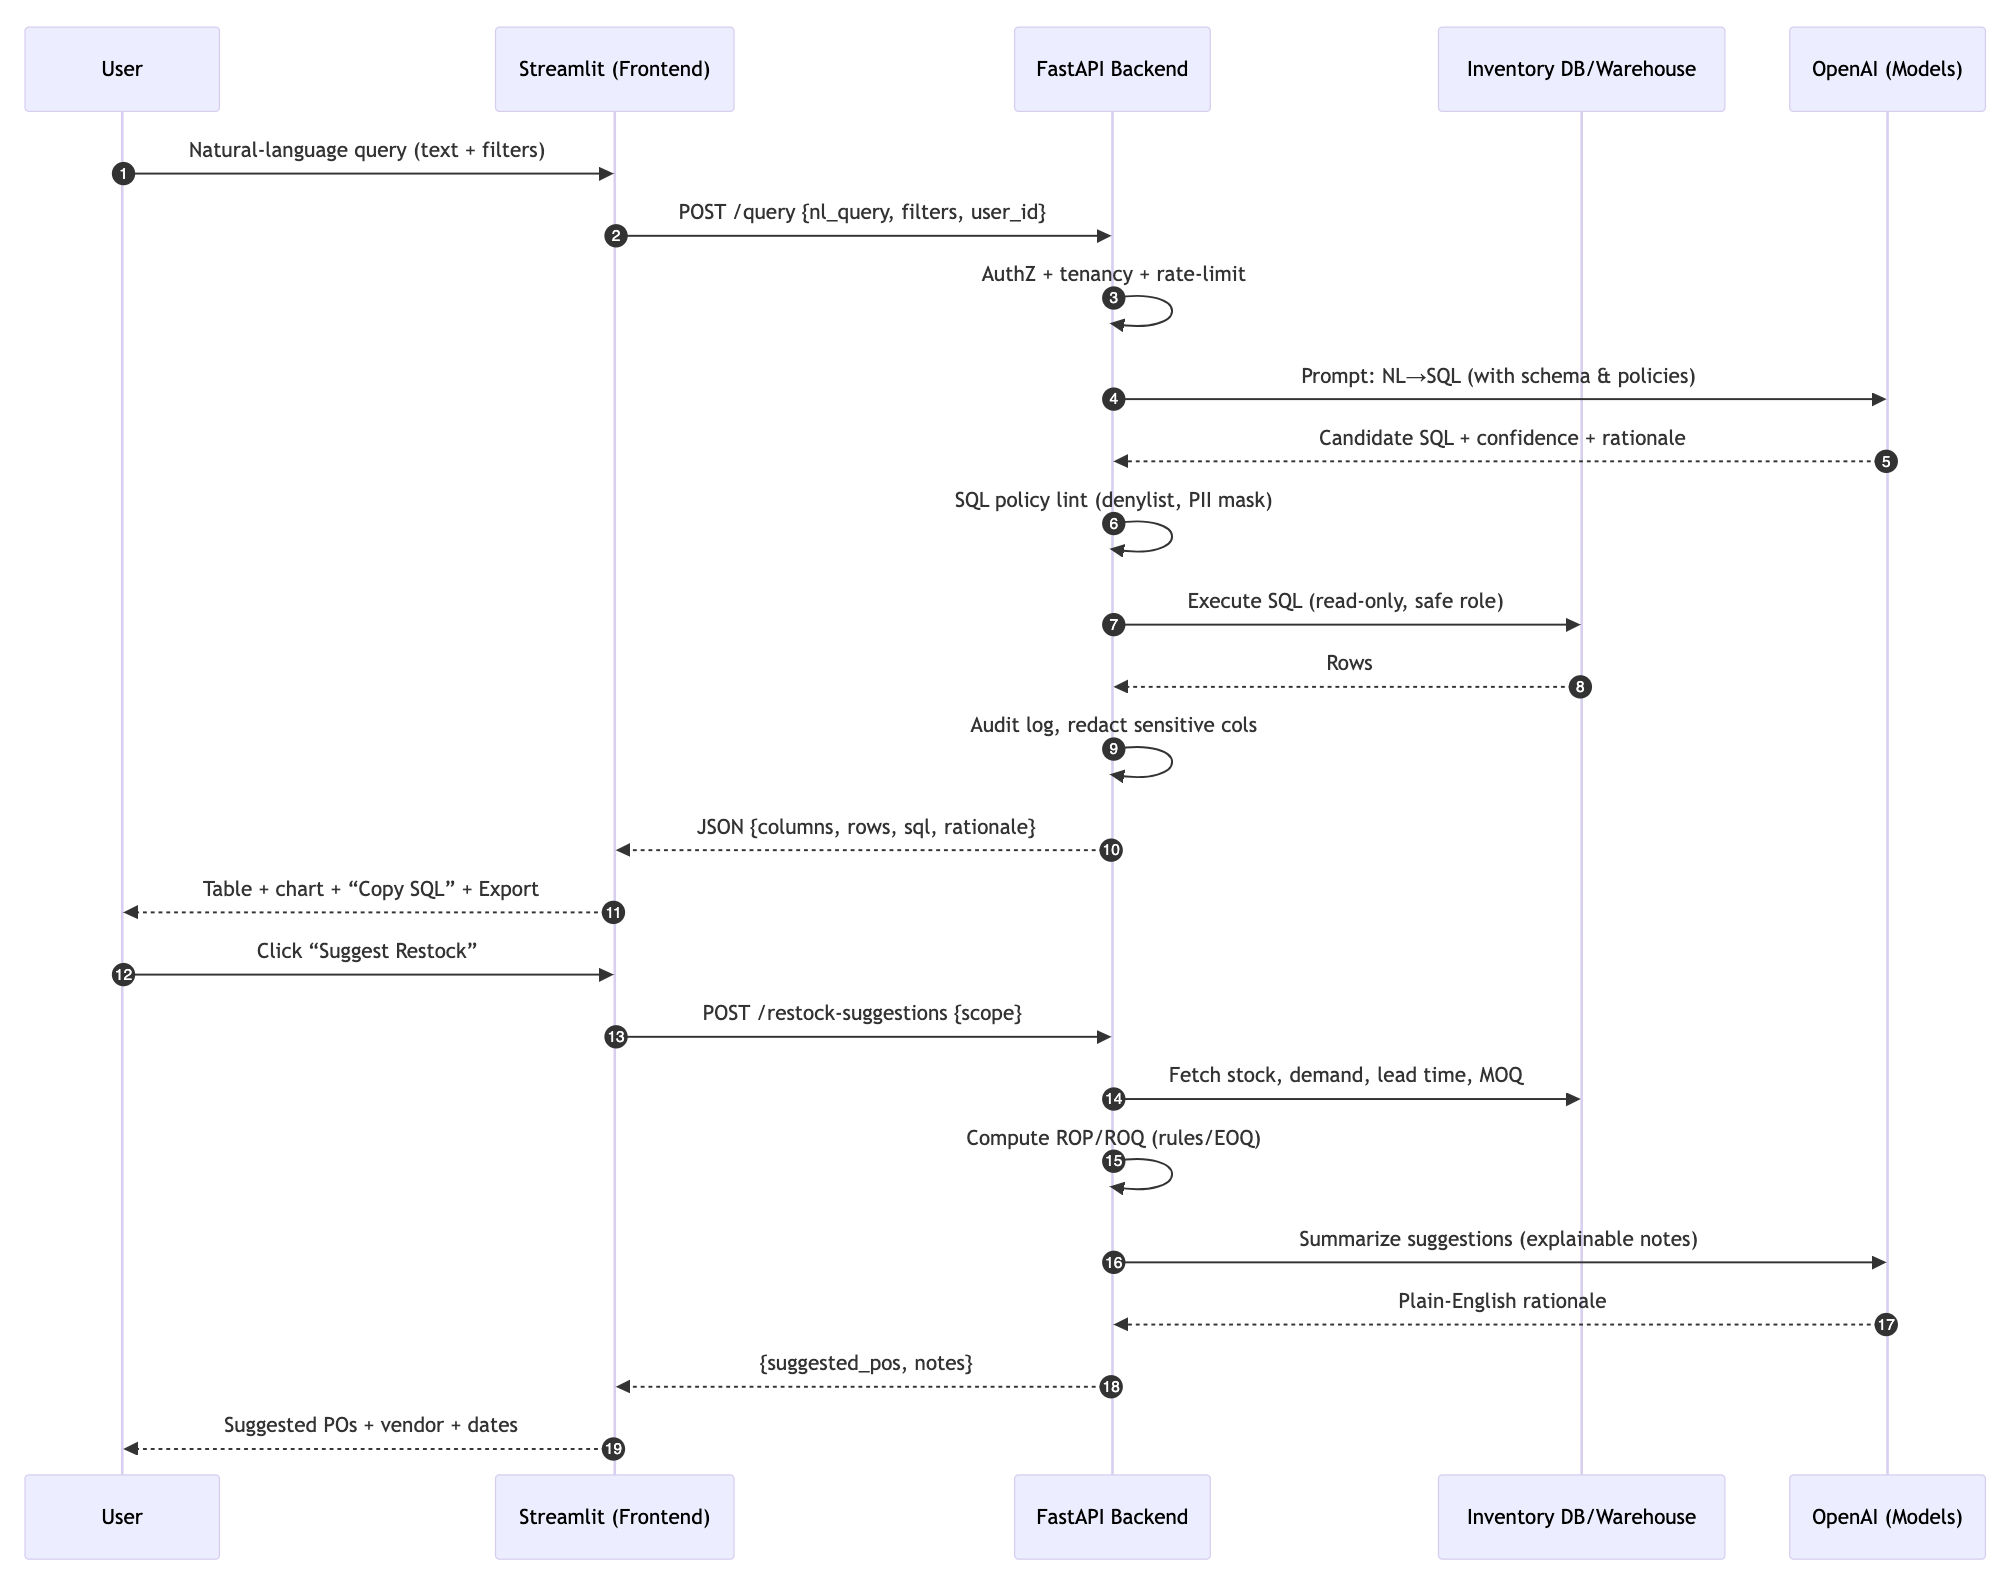 User
Streamlit (Frontend)
FastAPI Backend
Inventory DB/Warehouse
OpenAI (Models)
Natural-language query (text + filters)
1
POST /query {nl_query, filters, user_id}
2
AuthZ + tenancy + rate-limit
3
Prompt: NL→SQL (with schema & policies)
4
Candidate SQL + confidence + rationale
5
SQL policy lint (denylist, PII mask)
6
Execute SQL (read-only, safe role)
7
Rows
8
Audit log, redact sensitive cols
9
JSON {columns, rows, sql, rationale}
10
Table + chart + “Copy SQL” + Export
11
Click “Suggest Restock”
12
POST /restock-suggestions {scope}
13
Fetch stock, demand, lead time, MOQ
14
Compute ROP/ROQ (rules/EOQ)
15
Summarize suggestions (explainable notes)
16
Plain-English rationale
17
{suggested_pos, notes}
18
Suggested POs + vendor + dates
19
User
Streamlit (Frontend)
FastAPI Backend
Inventory DB/Warehouse
OpenAI (Models)